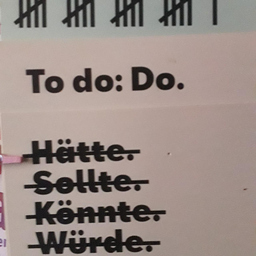 To do: Do.
Hätte.
Sollte.
Könnte.
Würde.